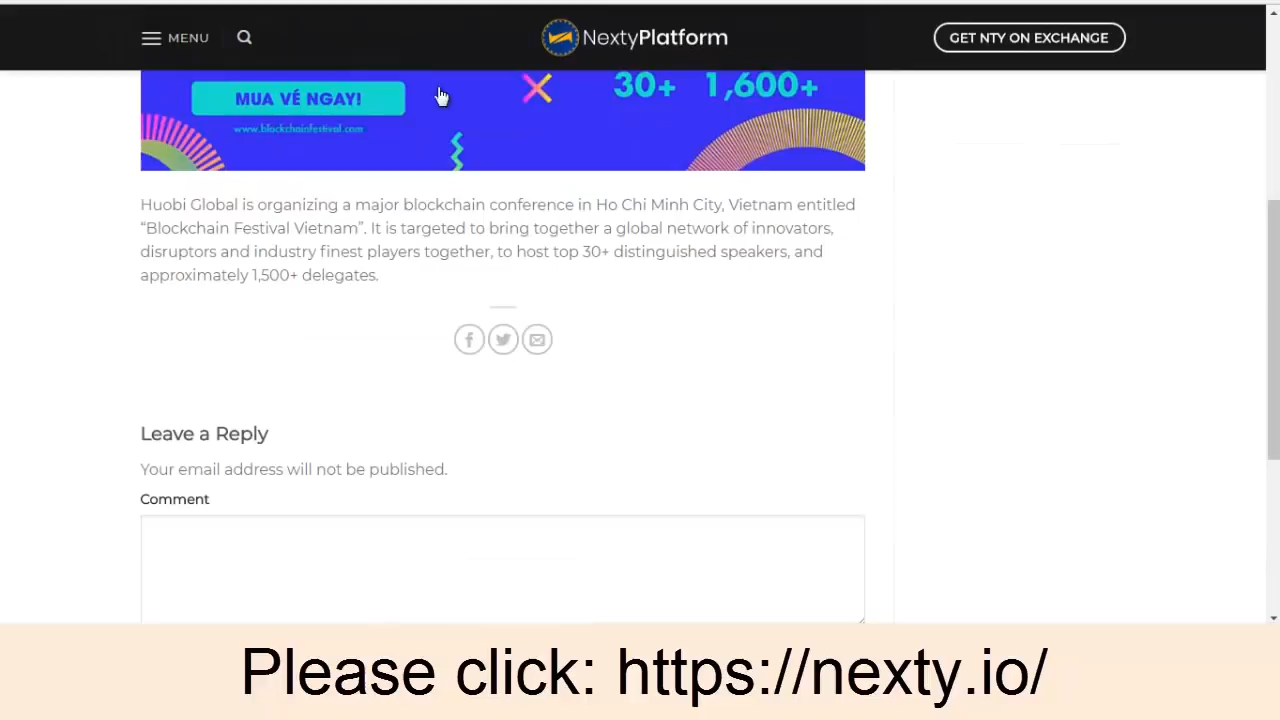 MENU
NextyPlatform
GET NTY ON EXCHANGE
MUA VÉ NGAY!
30+ 1,600+
www.blockchainfestival.com
Huobi Global is organizing a major blockchain conference in Ho Chi Minh City, Vietnam entitled
“Blockchain Festival Vietnam”. It is targeted to bring together a global network of innovators,
disruptors and industry finest players together, to host top 30+ distinguished speakers, and
approximately 1,500+ delegates.
Leave a Reply
Your email address will not be published.
Comment
Please click: https://nexty.io/